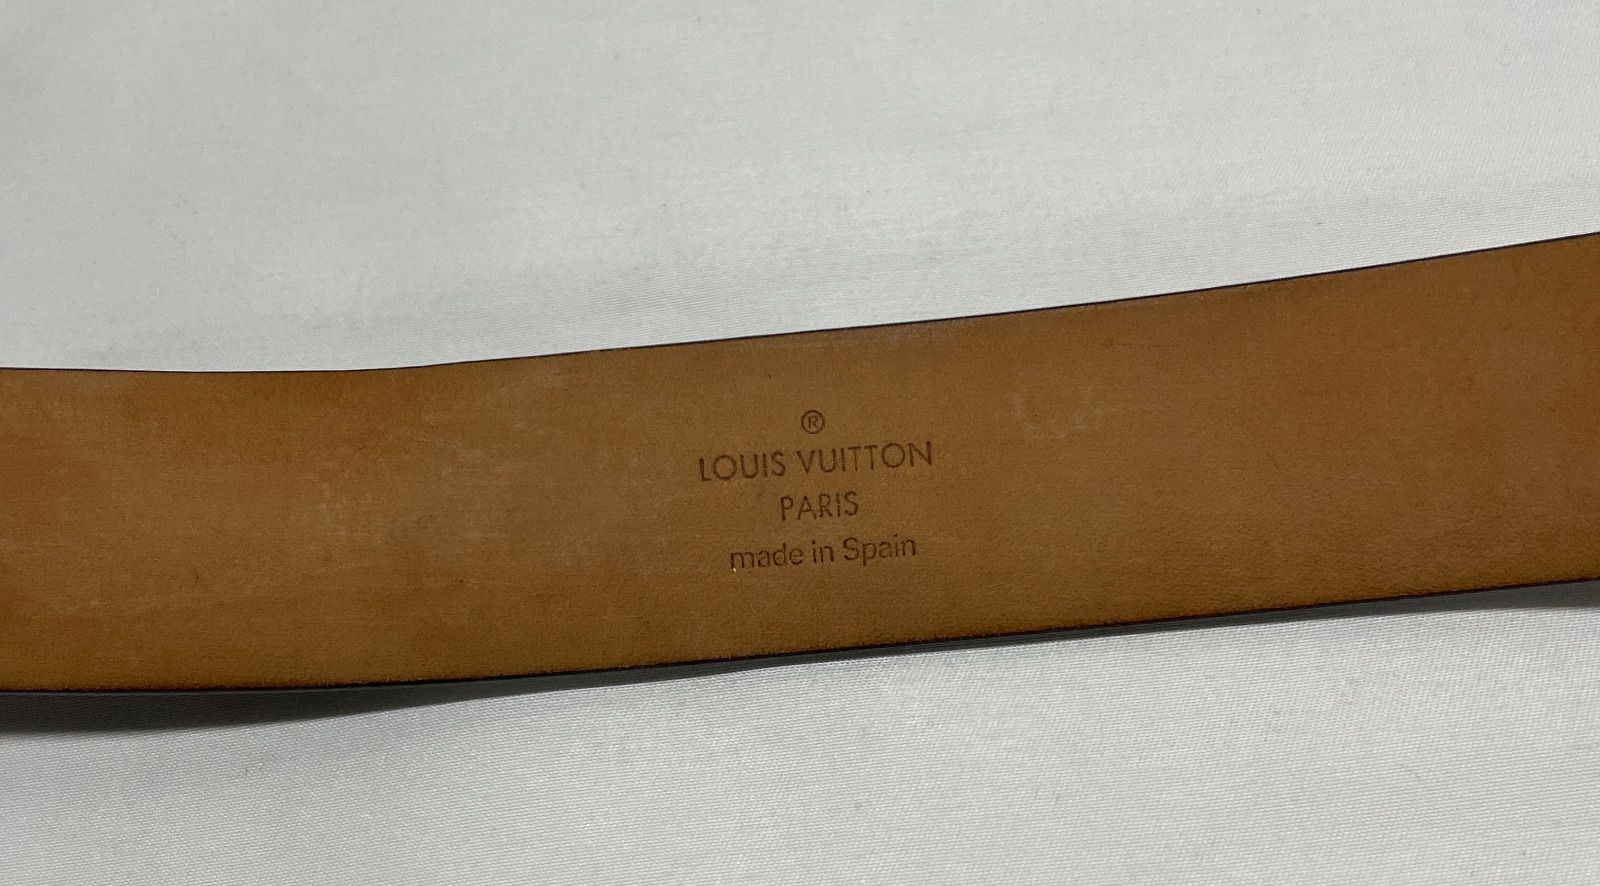 ®
LOUIS VUITTON
PARIS
made in Spain